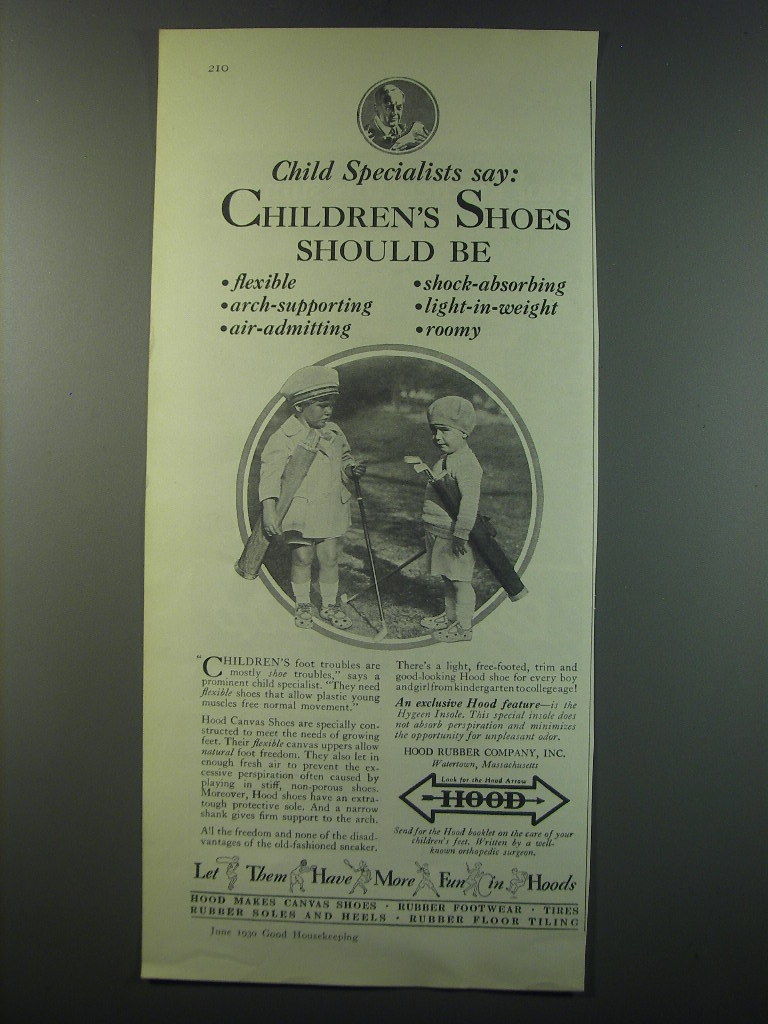 210
Child Specialists say:
CHILDREN'S SHOES
SHOULD BE
• flexible
• arch-supporting
• air-admitting
• shock-absorbing
• light-in-weight
• roomy
"CHILDREN'S foot troubles are
mostly shoe troubles," says a
prominent child specialist. "They need
flexible shoes that allow plastic young
muscles free normal movement."
Hood Canvas Shoes are specially con-
structed to meet the needs of growing
feet. Their flexible canvas uppers allow
natural foot freedom. They also let in
enough fresh air to prevent the ex-
cessive perspiration often caused by
playing in stiff, non-porous shoes.
Moreover, Hood shoes have an extra-
tough protective sole. And a narrow
shank gives firm support to the arch.
All the freedom and none of the disad-
vantages of the old-fashioned sneaker.
There's a light, free-footed, trim and
good-looking Hood shoe for every boy
and girl from kindergarten to college age!
An exclusive Hood feature—is the
Hygeen Insole. This special insole does
not absorb perspiration and minimizes
the opportunity for unpleasant odor.
HOOD RUBBER COMPANY, INC.
Watertown, Massachusetts
Look for the Hood Arrow
HOOD
Send for the Hood booklet on the care of your
children's feet. Written by a well-
known orthopedic surgeon.
Let Them Have More Fun in Hoods
HOOD MAKES CANVAS SHOES · RUBBER FOOTWEAR · TIRES
RUBBER SOLES AND HEELS · RUBBER FLOOR TILING
June 1930 Good Housekeeping